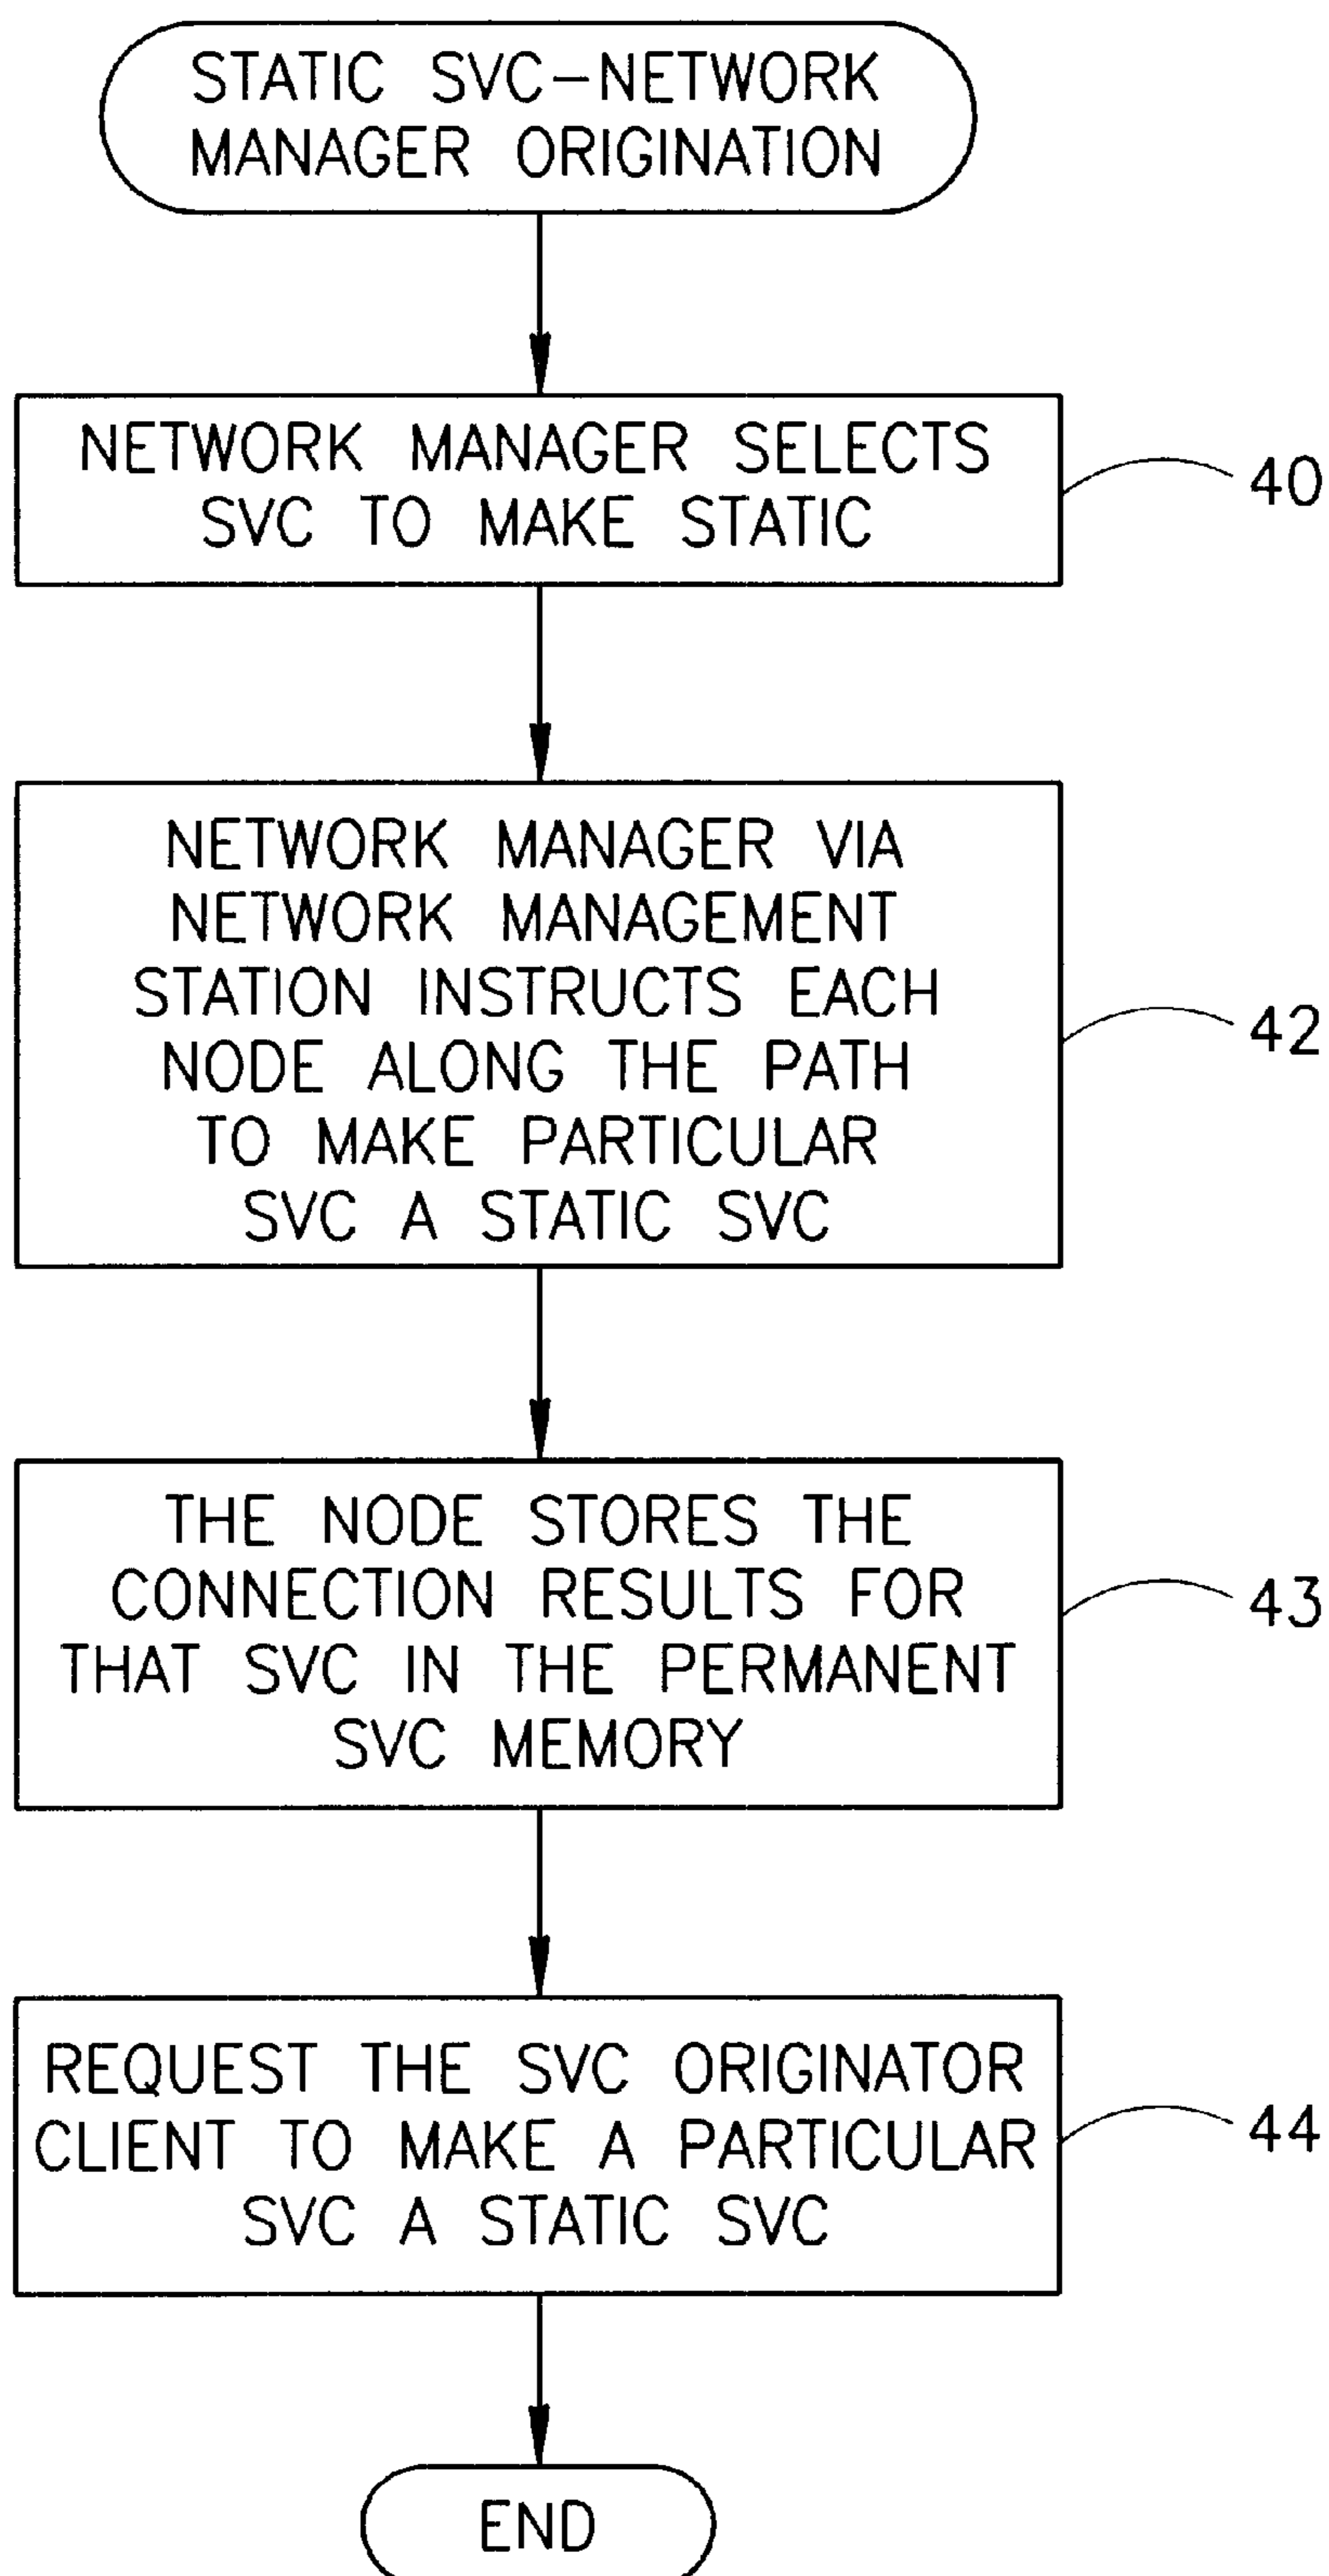 STATIC SVC-NETWORK
MANAGER ORIGINATION
NETWORK MANAGER SELECTS
SVC TO MAKE STATIC
40
NETWORK MANAGER VIA
NETWORK MANAGEMENT
STATION INSTRUCTS EACH
NODE ALONG THE PATH
TO MAKE PARTICULAR
SVC A STATIC SVC
42
THE NODE STORES THE
CONNECTION RESULTS FOR
THAT SVC IN THE PERMANENT
SVC MEMORY
43
REQUEST THE SVC ORIGINATOR
CLIENT TO MAKE A PARTICULAR
SVC A STATIC SVC
44
END